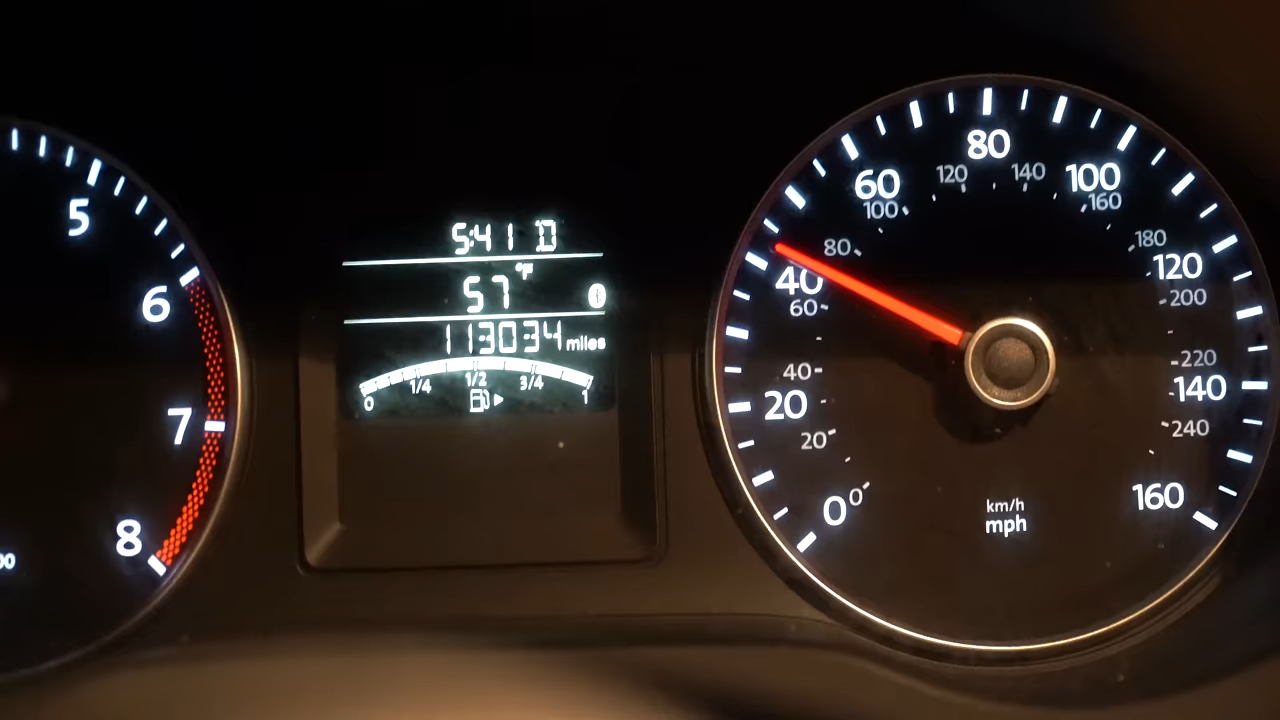 5
6
7
8
00
5:41 D
°F
57
113034 miles
0 1/4 1/2 3/4 1
0 20 40 60 80 100 120 140 160
0 20 40 60 80 100 120 140 160 180 200 220 240
km/h
mph